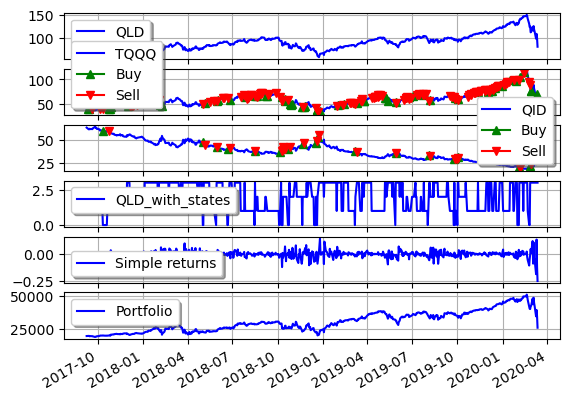 150
QLD
100
TQQQ
Buy
100
Sell
50
QID
Buy
50
Sell
25
2.5
QLD_with_states
0.0
0.00
Simple returns
−0.25
50000
Portfolio
25000
2017-10 2018-01 2018-04 2018-07 2018-10 2019-01 2019-04 2019-07 2019-10 2020-01 2020-04